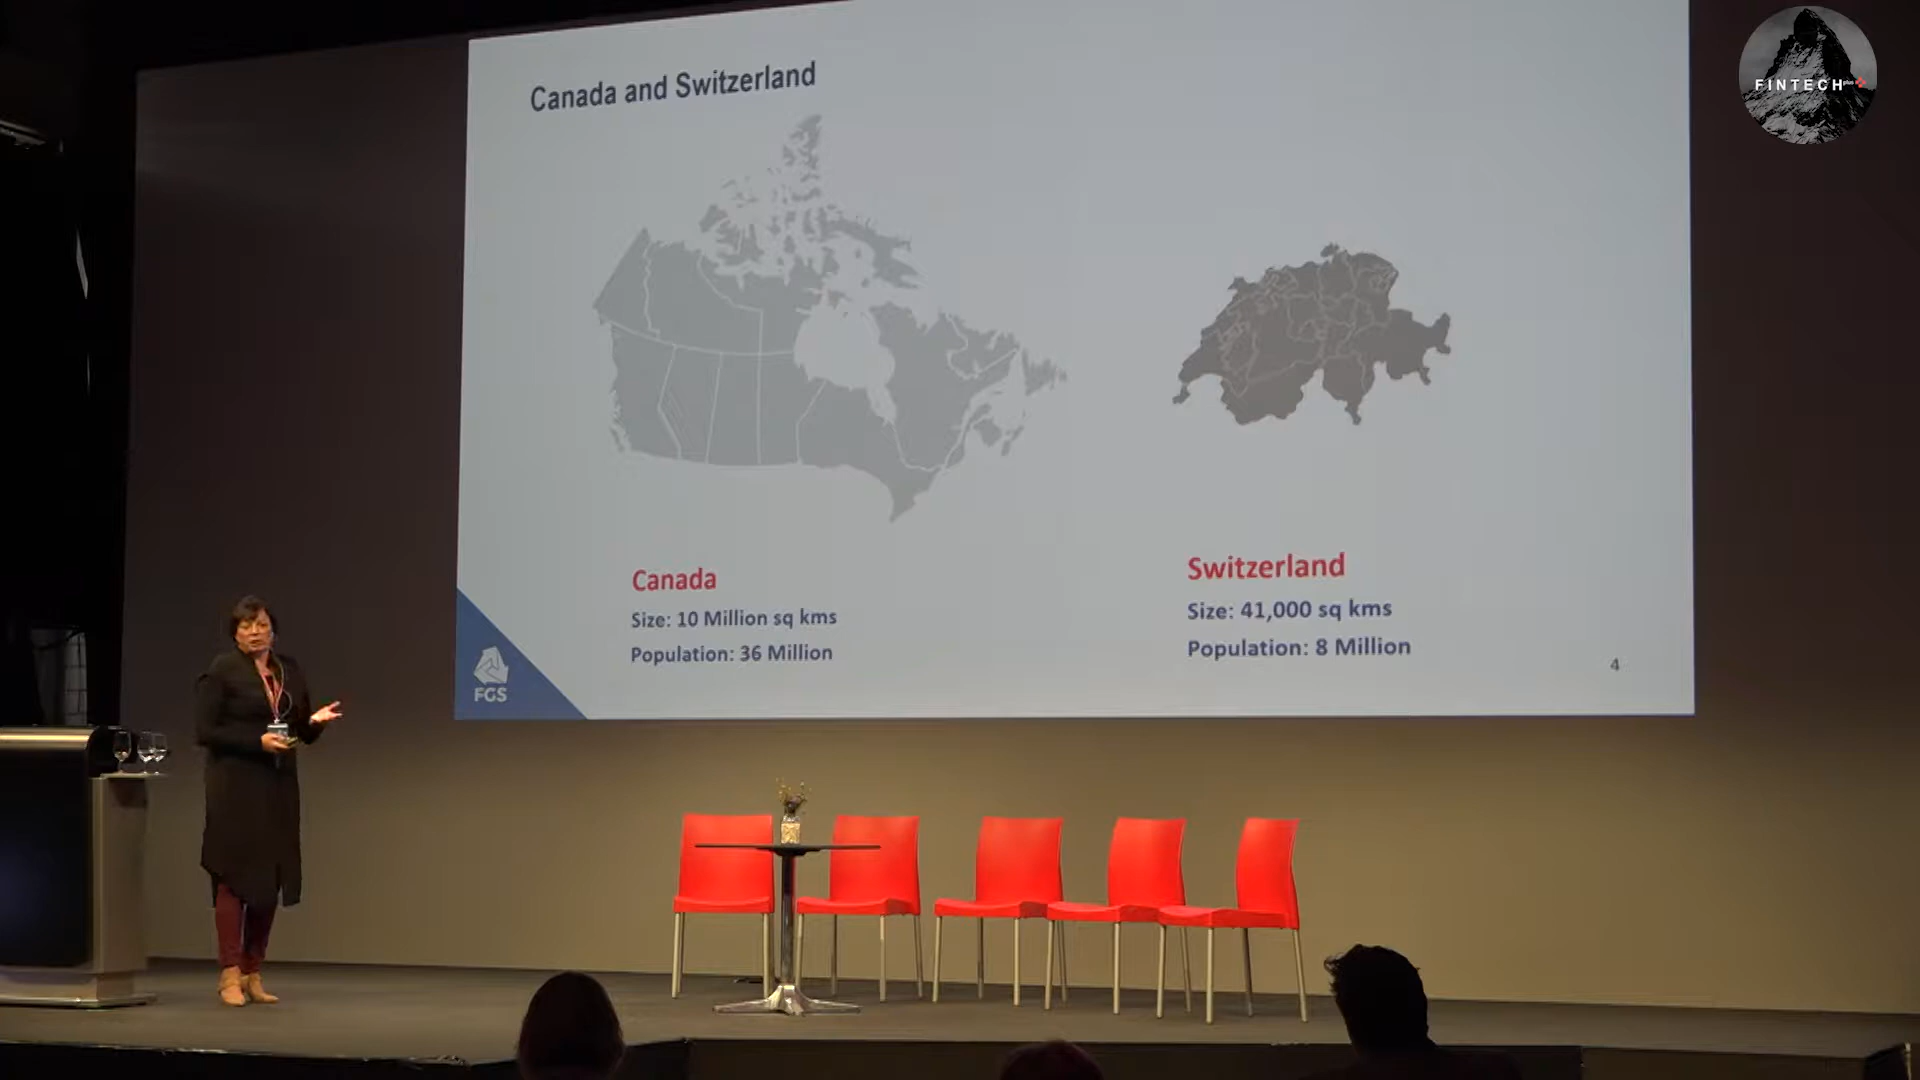 Canada and Switzerland
FINTECH plus
Canada
Size: 10 Million sq kms
Population: 36 Million
Switzerland
Size: 41,000 sq kms
Population: 8 Million
4
FGS